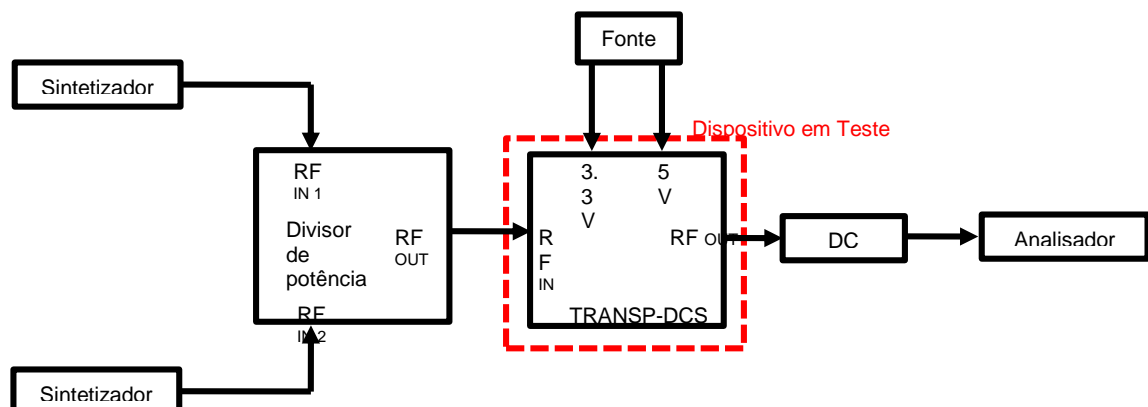 Fonte
Sintetizador
Dispositivo em Teste
RF
IN 1
Divisor
de
potência
RF
OUT
RF
IN 2
3.
3
V
5
V
R
F
IN
RF OUT
TRANSP-DCS
DC
Analisador
Sintetizador